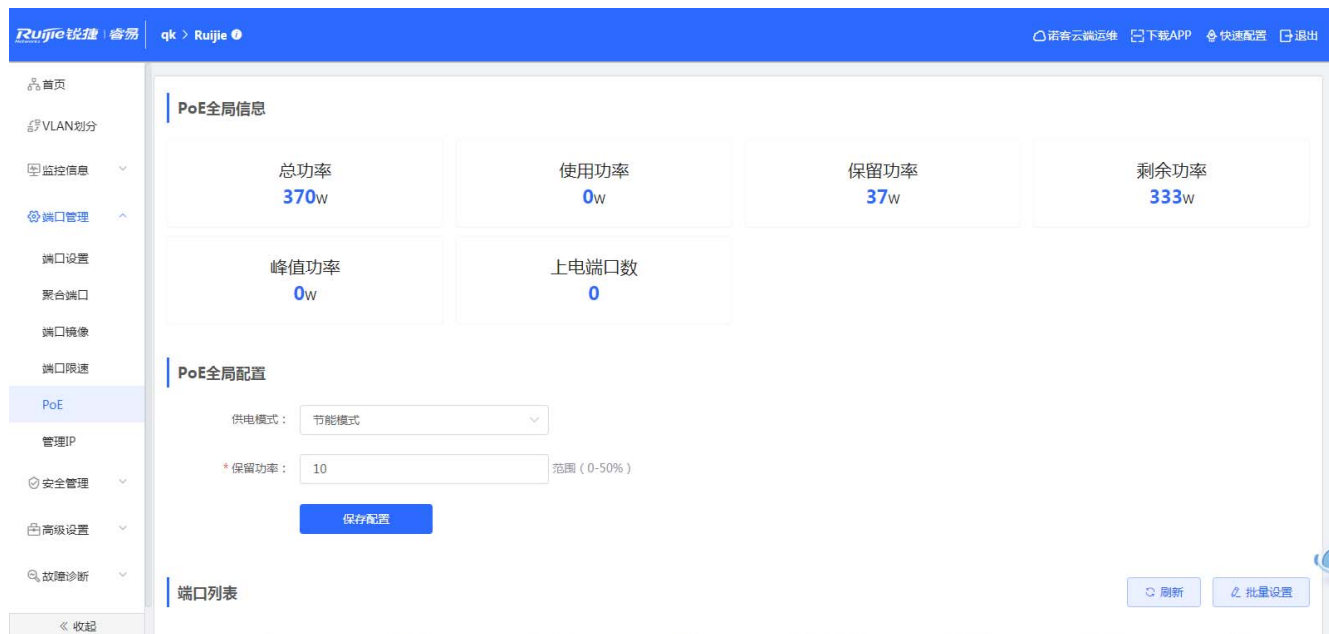 Ruijie锐捷 | 睿易 qk > Ruijie 诺客云端运维 下载APP 快速配置 退出
Networks
首页
VLAN划分
监控信息
端口管理
端口设置
聚合端口
端口镜像
端口限速
PoE
管理IP
安全管理
高级设置
故障诊断
《 收起
PoE全局信息
总功率 使用功率 保留功率 剩余功率
370W 0W 37W 333W
峰值功率 上电端口数
0W 0
PoE全局配置
供电模式： 节能模式
* 保留功率： 10 范围（0-50%）
保存配置
端口列表 刷新 批量设置